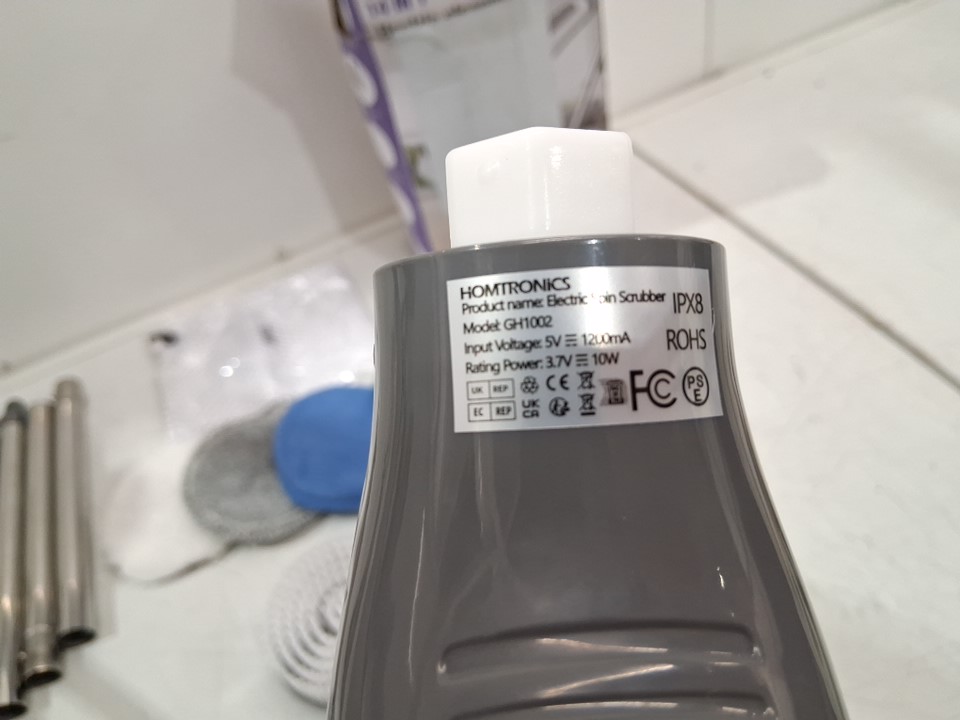 HOMTRONICS
Product name: Electric Spin Scrubber
Model: GH1002
Input Voltage: 5V ⎓ 1200mA
Rating Power: 3.7V ⎓ 10W
IPX8
ROHS
UK REP
EC REP
CE
UK
CA
FC
PS
E